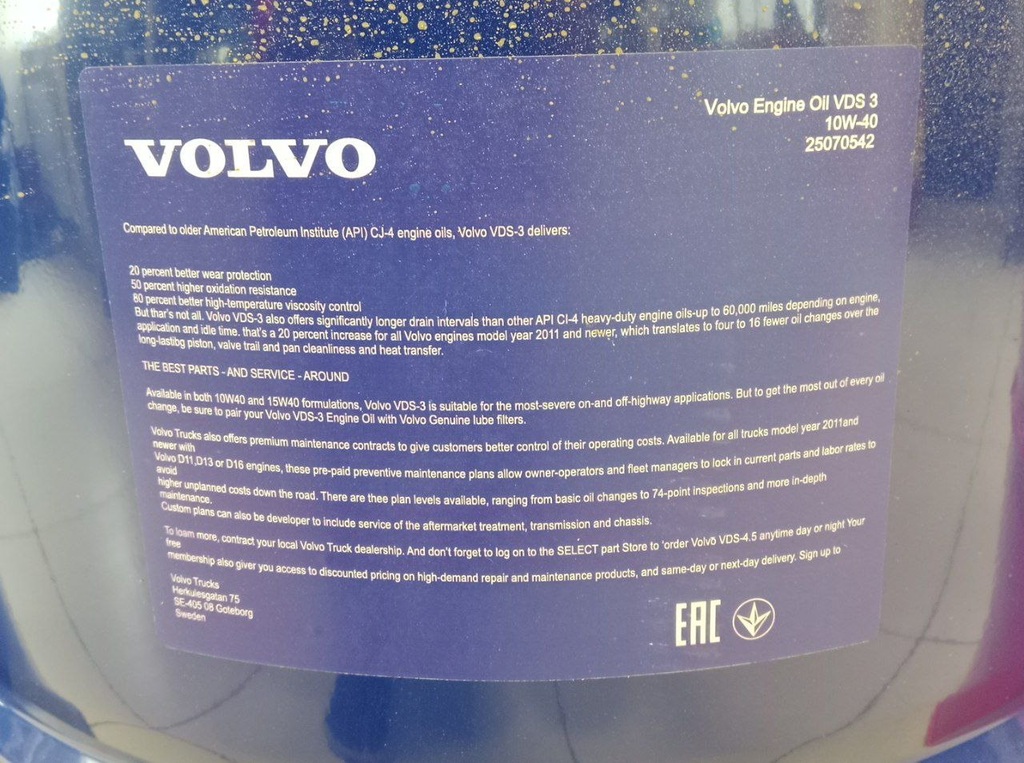 Volvo Engine Oil VDS 3
10W-40
25070542
VOLVO
Compared to older American Petroleum Institute (API) CJ-4 engine oils, Volvo VDS-3 delivers:
20 percent better wear protection
50 percent higher oxidation resistance
80 percent better high-temperature viscosity control
But thar's not all. Volvo VDS-3 also offers significantly longer drain intervals than other API CI-4 heavy-duty engine oils-up to 60,000 miles depending on engine,
application and idle time. that's a 20 percent increase for all Volvo engines model year 2011 and newer, which translates to four to 16 fewer oil changes over the
long-lastibg piston, valve trail and pan cleanliness and heat transfer.
THE BEST PARTS - AND SERVICE - AROUND
Available in both 10W40 and 15W40 formulations, Volvo VDS-3 is suitable for the most-severe on-and off-highway applications. But to get the most out of every oil
change, be sure to pair your Volvo VDS-3 Engine Oil with Volvo Genuine lube filters.
Volvo Trucks also offers premium maintenance contracts to give customers better control of their operating costs. Available for all trucks model year 2011and
newer with
Volvo D11,D13 or D16 engines, these pre-paid preventive maintenance plans allow owner-operators and fleet managers to lock in current parts and labor rates to
avoid
higher unplanned costs down the road. There are thee plan levels available, ranging from basic oil changes to 74-point inspections and more in-depth
maintenance.
Custom plans can also be developer to include service of the aftermarket treatment, transmission and chassis.
To loam more, contract your local Volvo Truck dealership. And don't forget to log on to the SELECT part Store to 'order Volvo VDS-4.5 anytime day or night Your
free
membership also giver you access to discounted pricing on high-demand repair and maintenance products, and same-day or next-day delivery. Sign up to
Volvo Trucks
Herkulesgatan 75
SE-405 08 Goteborg
Sweden
EAC